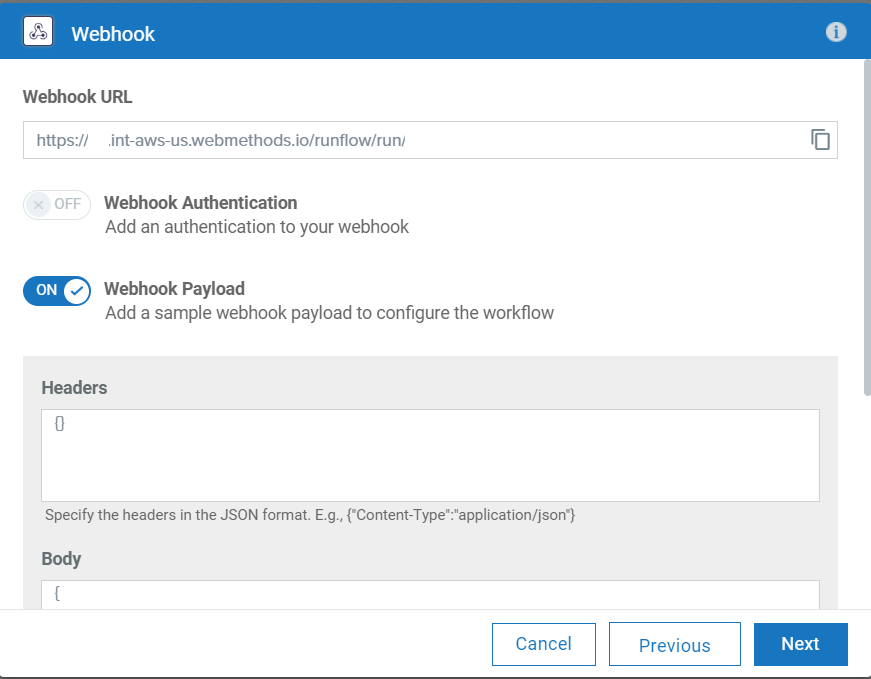 Webhook
Webhook URL
https://   .int-aws-us.webmethods.io/runflow/run/
OFF
Webhook Authentication
Add an authentication to your webhook
ON
Webhook Payload
Add a sample webhook payload to configure the workflow
Headers
{}
Specify the headers in the JSON format. E.g., {"Content-Type":"application/json"}
Body
{
Cancel
Previous
Next